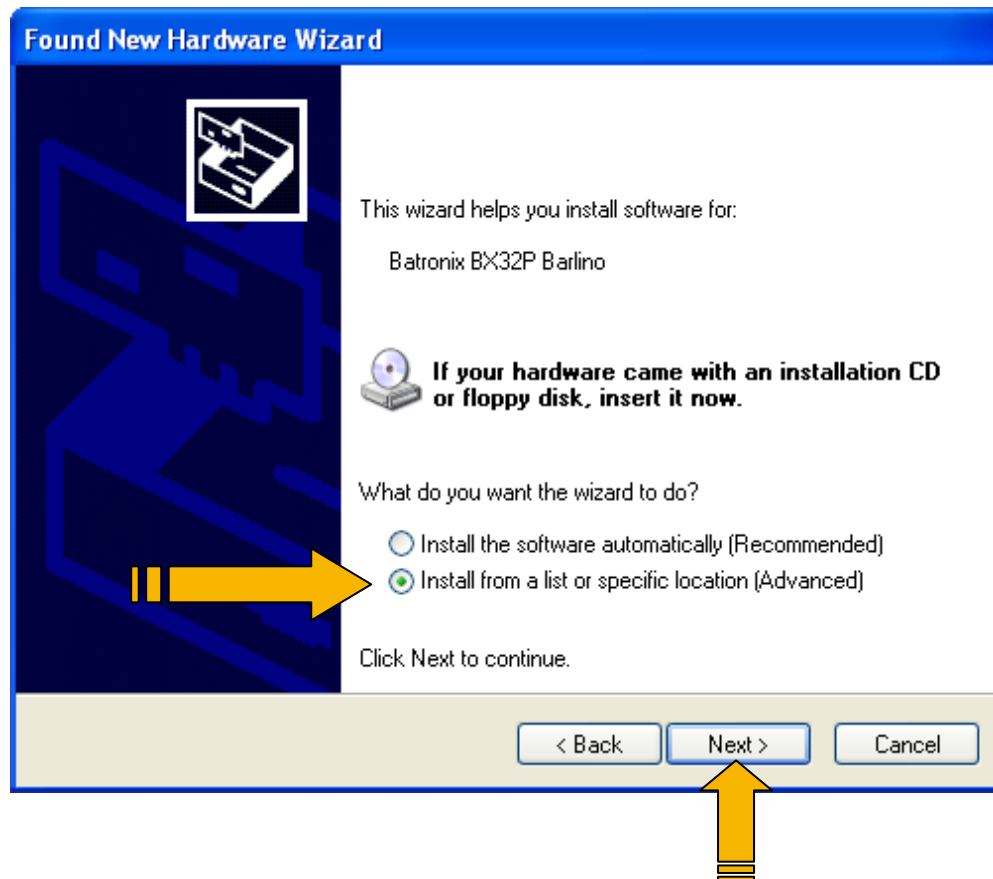 Found New Hardware Wizard
This wizard helps you install software for:
Batronix BX32P Barlino
If your hardware came with an installation CD
or floppy disk, insert it now.
What do you want the wizard to do?
Install the software automatically (Recommended)
Install from a list or specific location (Advanced)
Click Next to continue.
< Back
Next >
Cancel